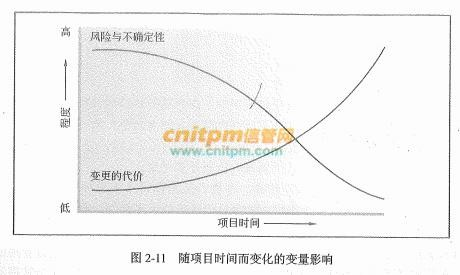 高
风险与不确定性
程度
cnitpm信管网
www.cnitpm.com
变更的代价
低
项目时间
图 2-11 随项目时间而变化的变量影响